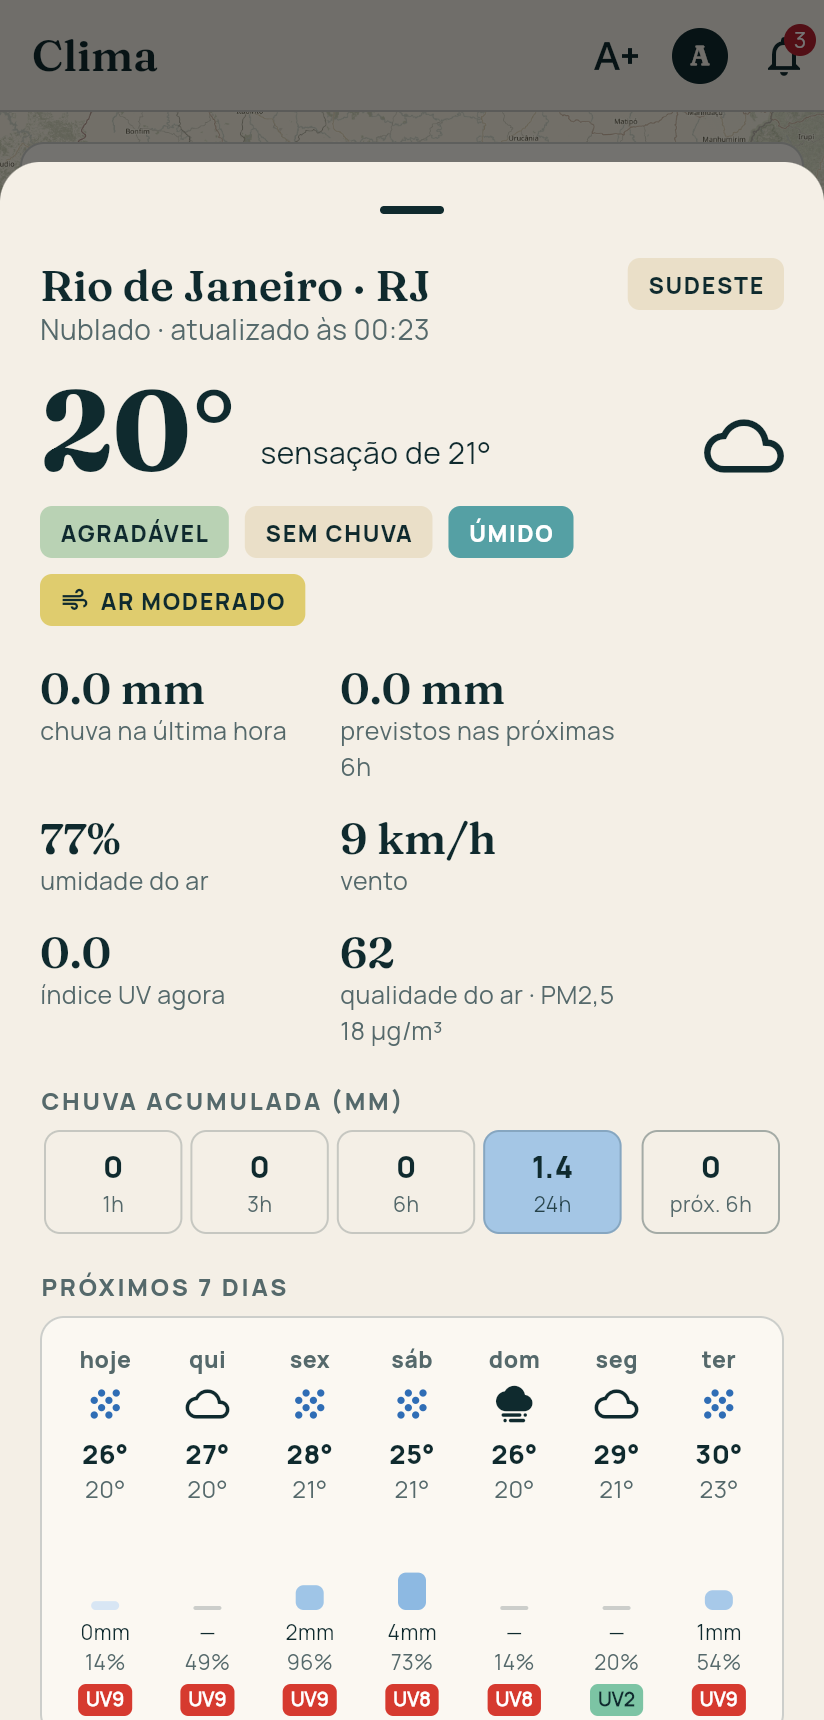 Clima
A+
A
3
Bonfim
Urucânia
Matipó
Manhumirim
Irupi
Rio de Janeiro · RJ
SUDESTE
Nublado · atualizado às 00:23
20°
sensação de 21°
AGRADÁVEL
SEM CHUVA
ÚMIDO
AR MODERADO
0.0 mm
0.0 mm
chuva na última hora
previstos nas próximas
6h
77%
9 km/h
umidade do ar
vento
0.0
62
índice UV agora
qualidade do ar · PM2,5
18 µg/m³
CHUVA ACUMULADA (MM)
0 0 0 1.4 0
1h 3h 6h 24h próx. 6h
PRÓXIMOS 7 DIAS
hoje qui sex sáb dom seg ter
26° 27° 28° 25° 26° 29° 30°
20° 20° 21° 21° 20° 21° 23°
0mm — 2mm 4mm — — 1mm
14% 49% 96% 73% 14% 20% 54%
UV9 UV9 UV9 UV8 UV8 UV2 UV9